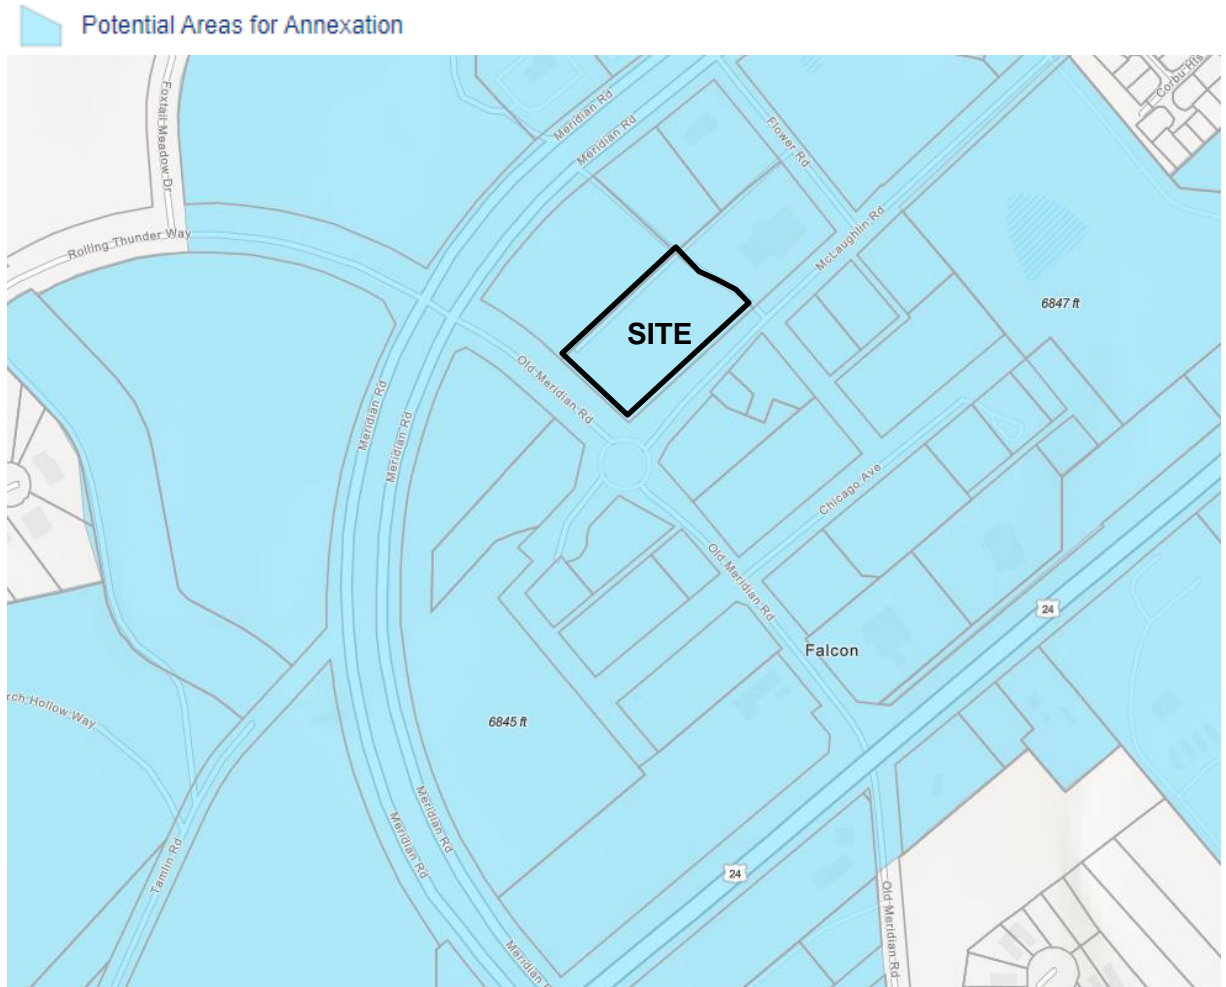 Potential Areas for Annexation
Foxtail Meadow Dr
Meridian Rd
Meridian Rd
Flower Rd
Rolling Thunder Way
McLaughlin Rd
6847 ft
SITE
Old Meridian Rd
Meridian Rd
Meridian Rd
Chicago Ave
Old Meridian Rd
24
Falcon
rch Hollow Way
6845 ft
Meridian Rd
Meridian Rd
Tamlin Rd
24
Old Meridian Rd
Meridian